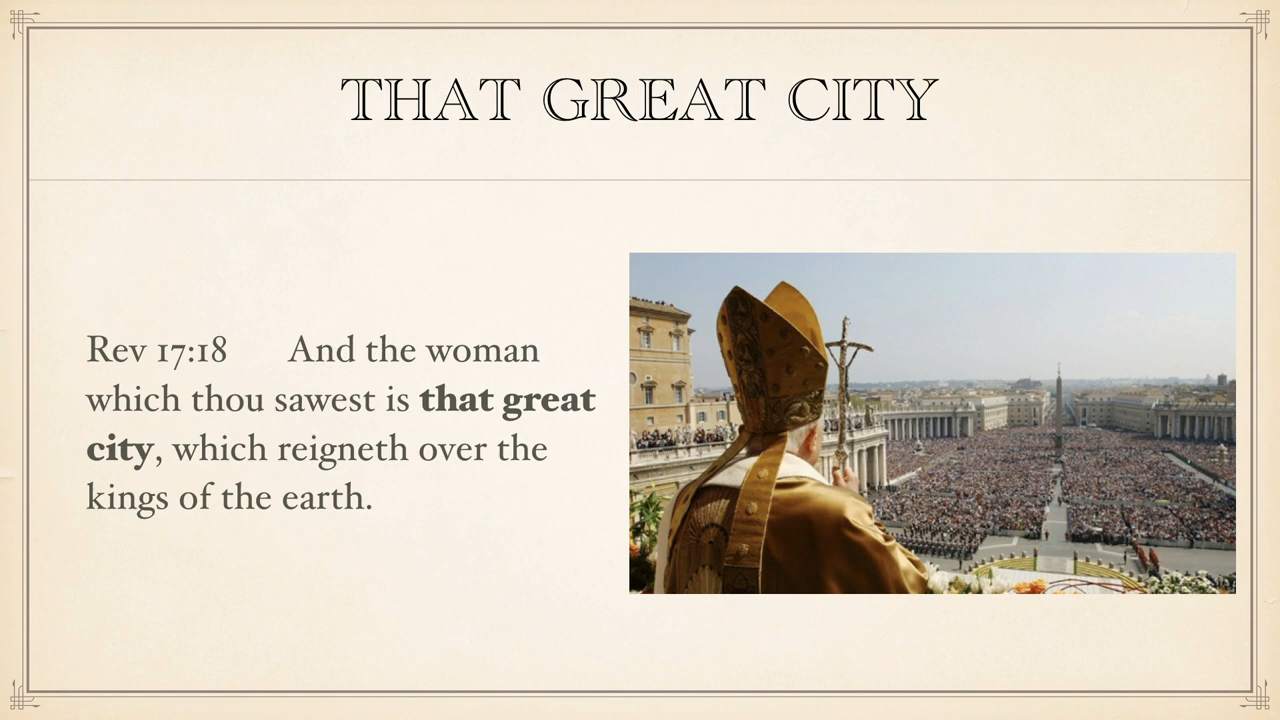 THAT GREAT CITY
Rev 17:18 And the woman
which thou sawest is that great
city, which reigneth over the
kings of the earth.